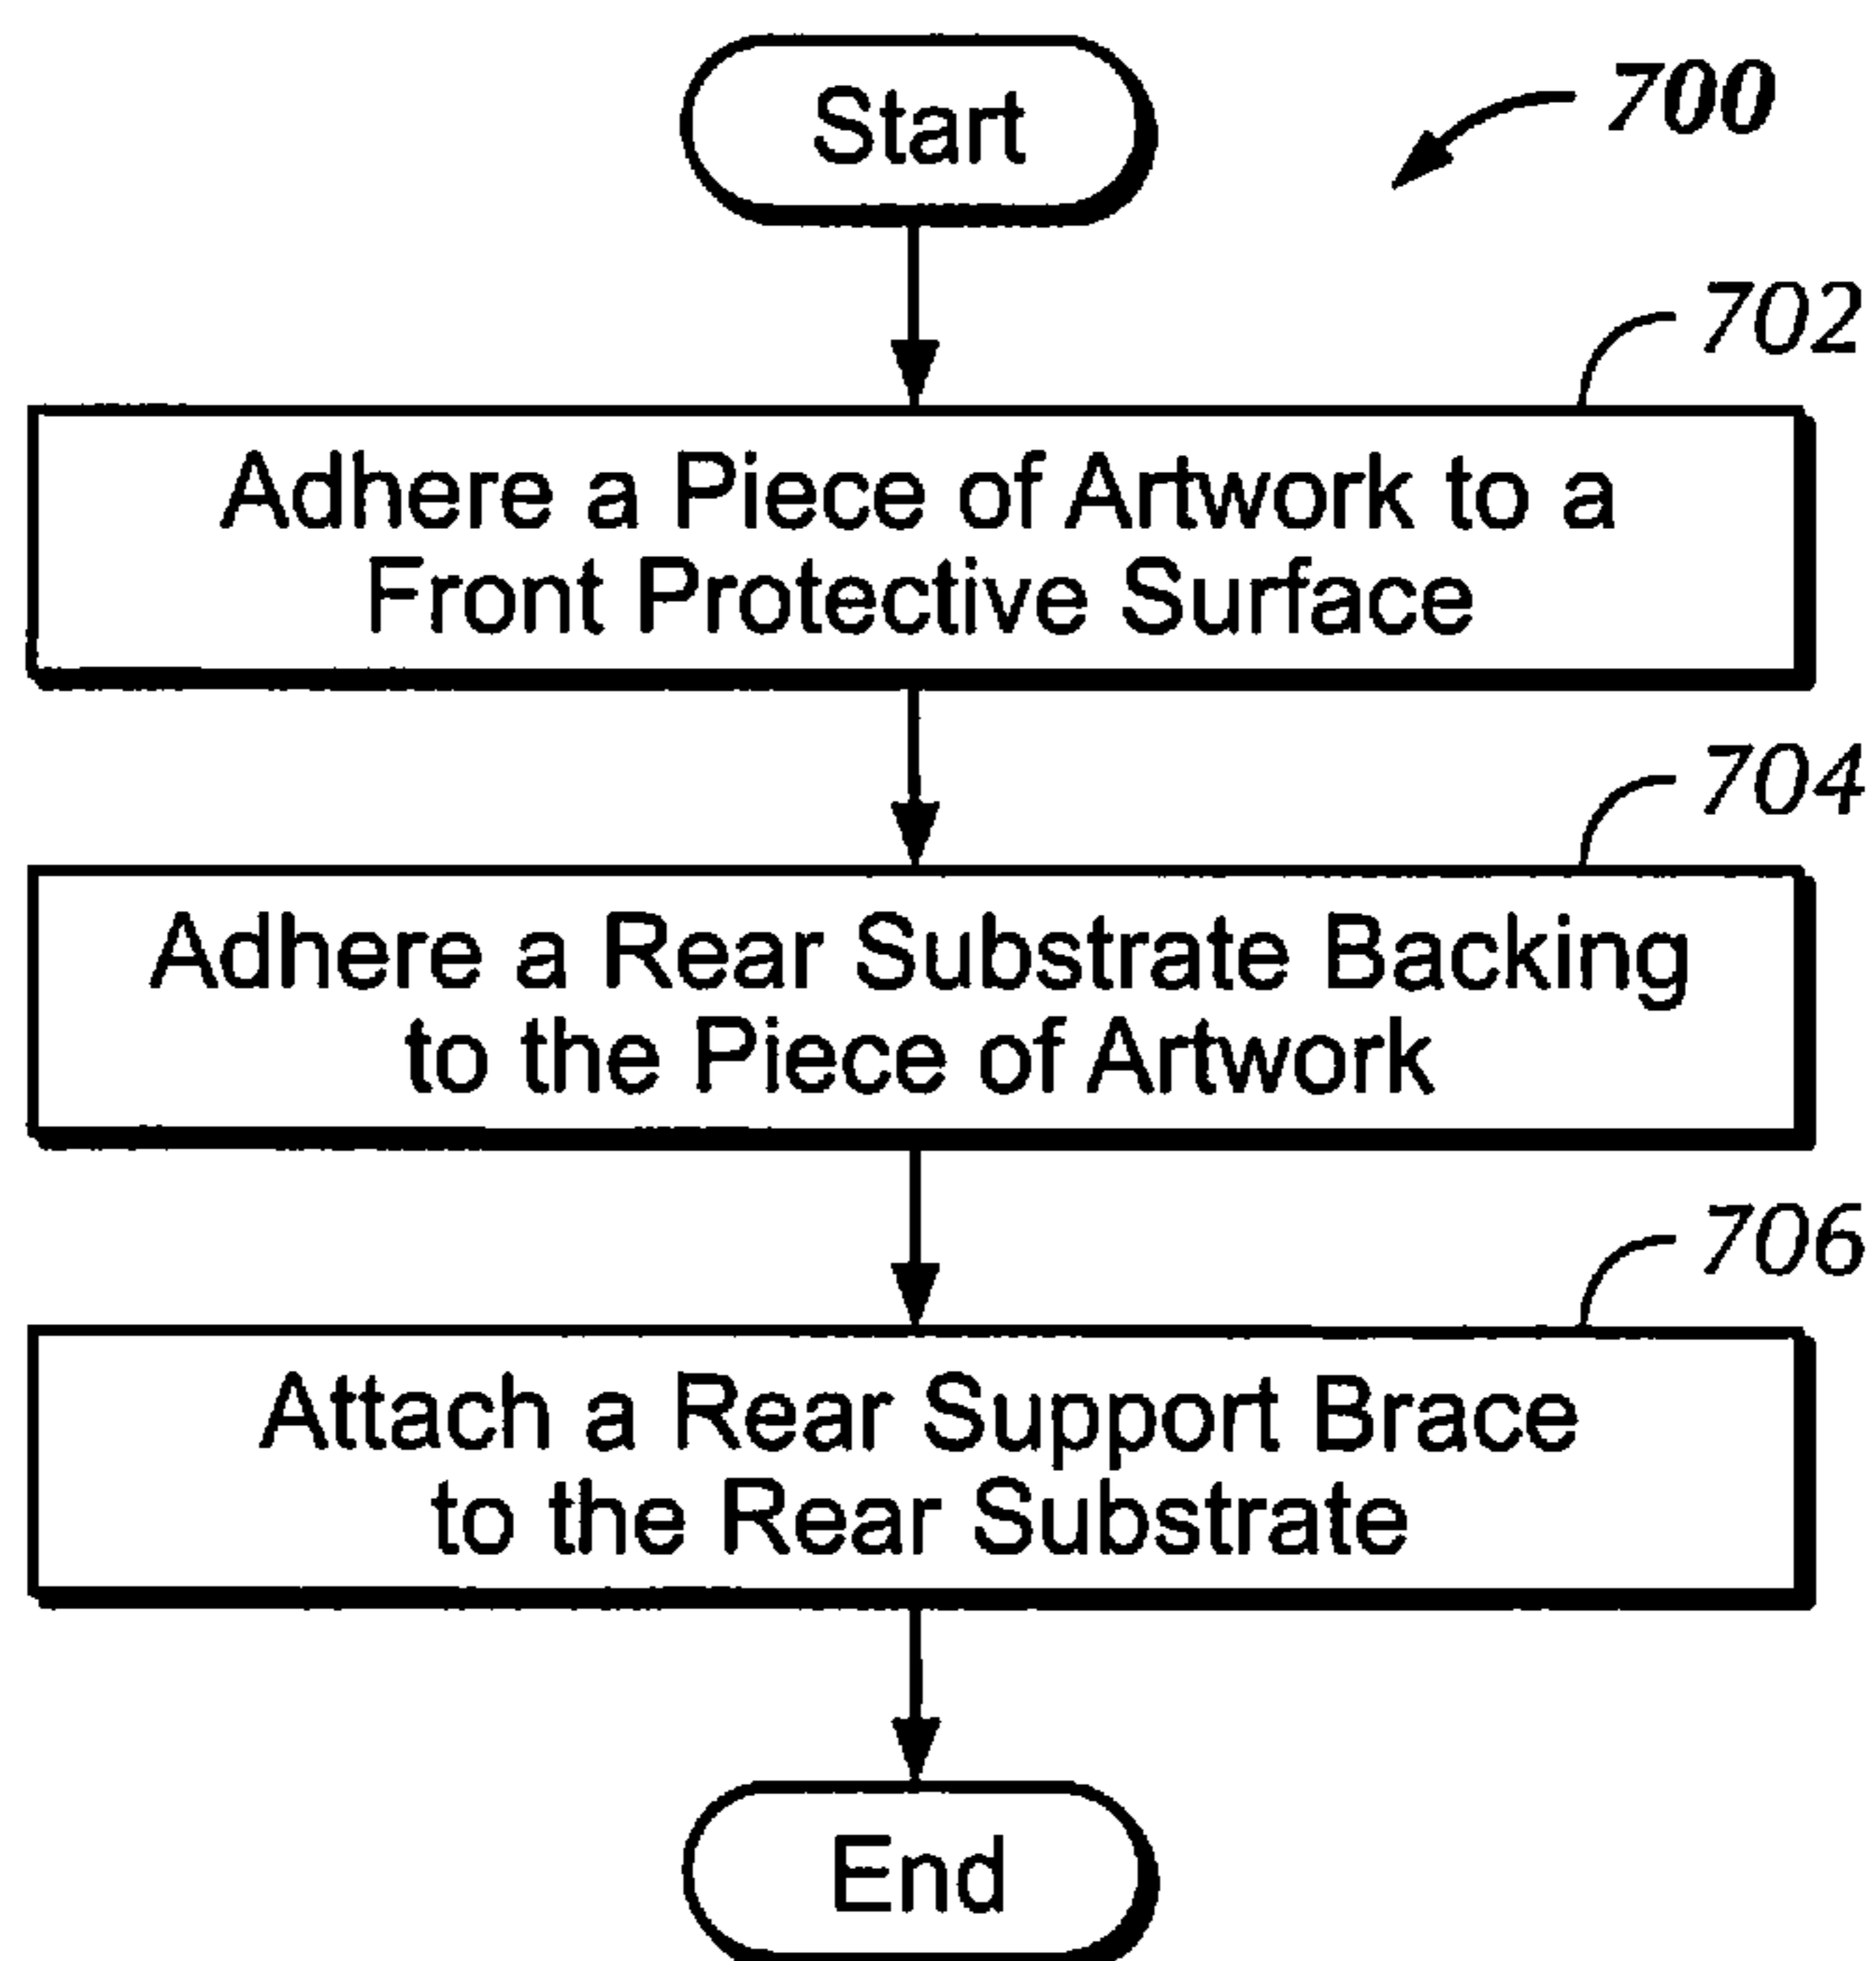 Start
700
702
Adhere a Piece of Artwork to a
Front Protective Surface
704
Adhere a Rear Substrate Backing
to the Piece of Artwork
706
Attach a Rear Support Brace
to the Rear Substrate
End